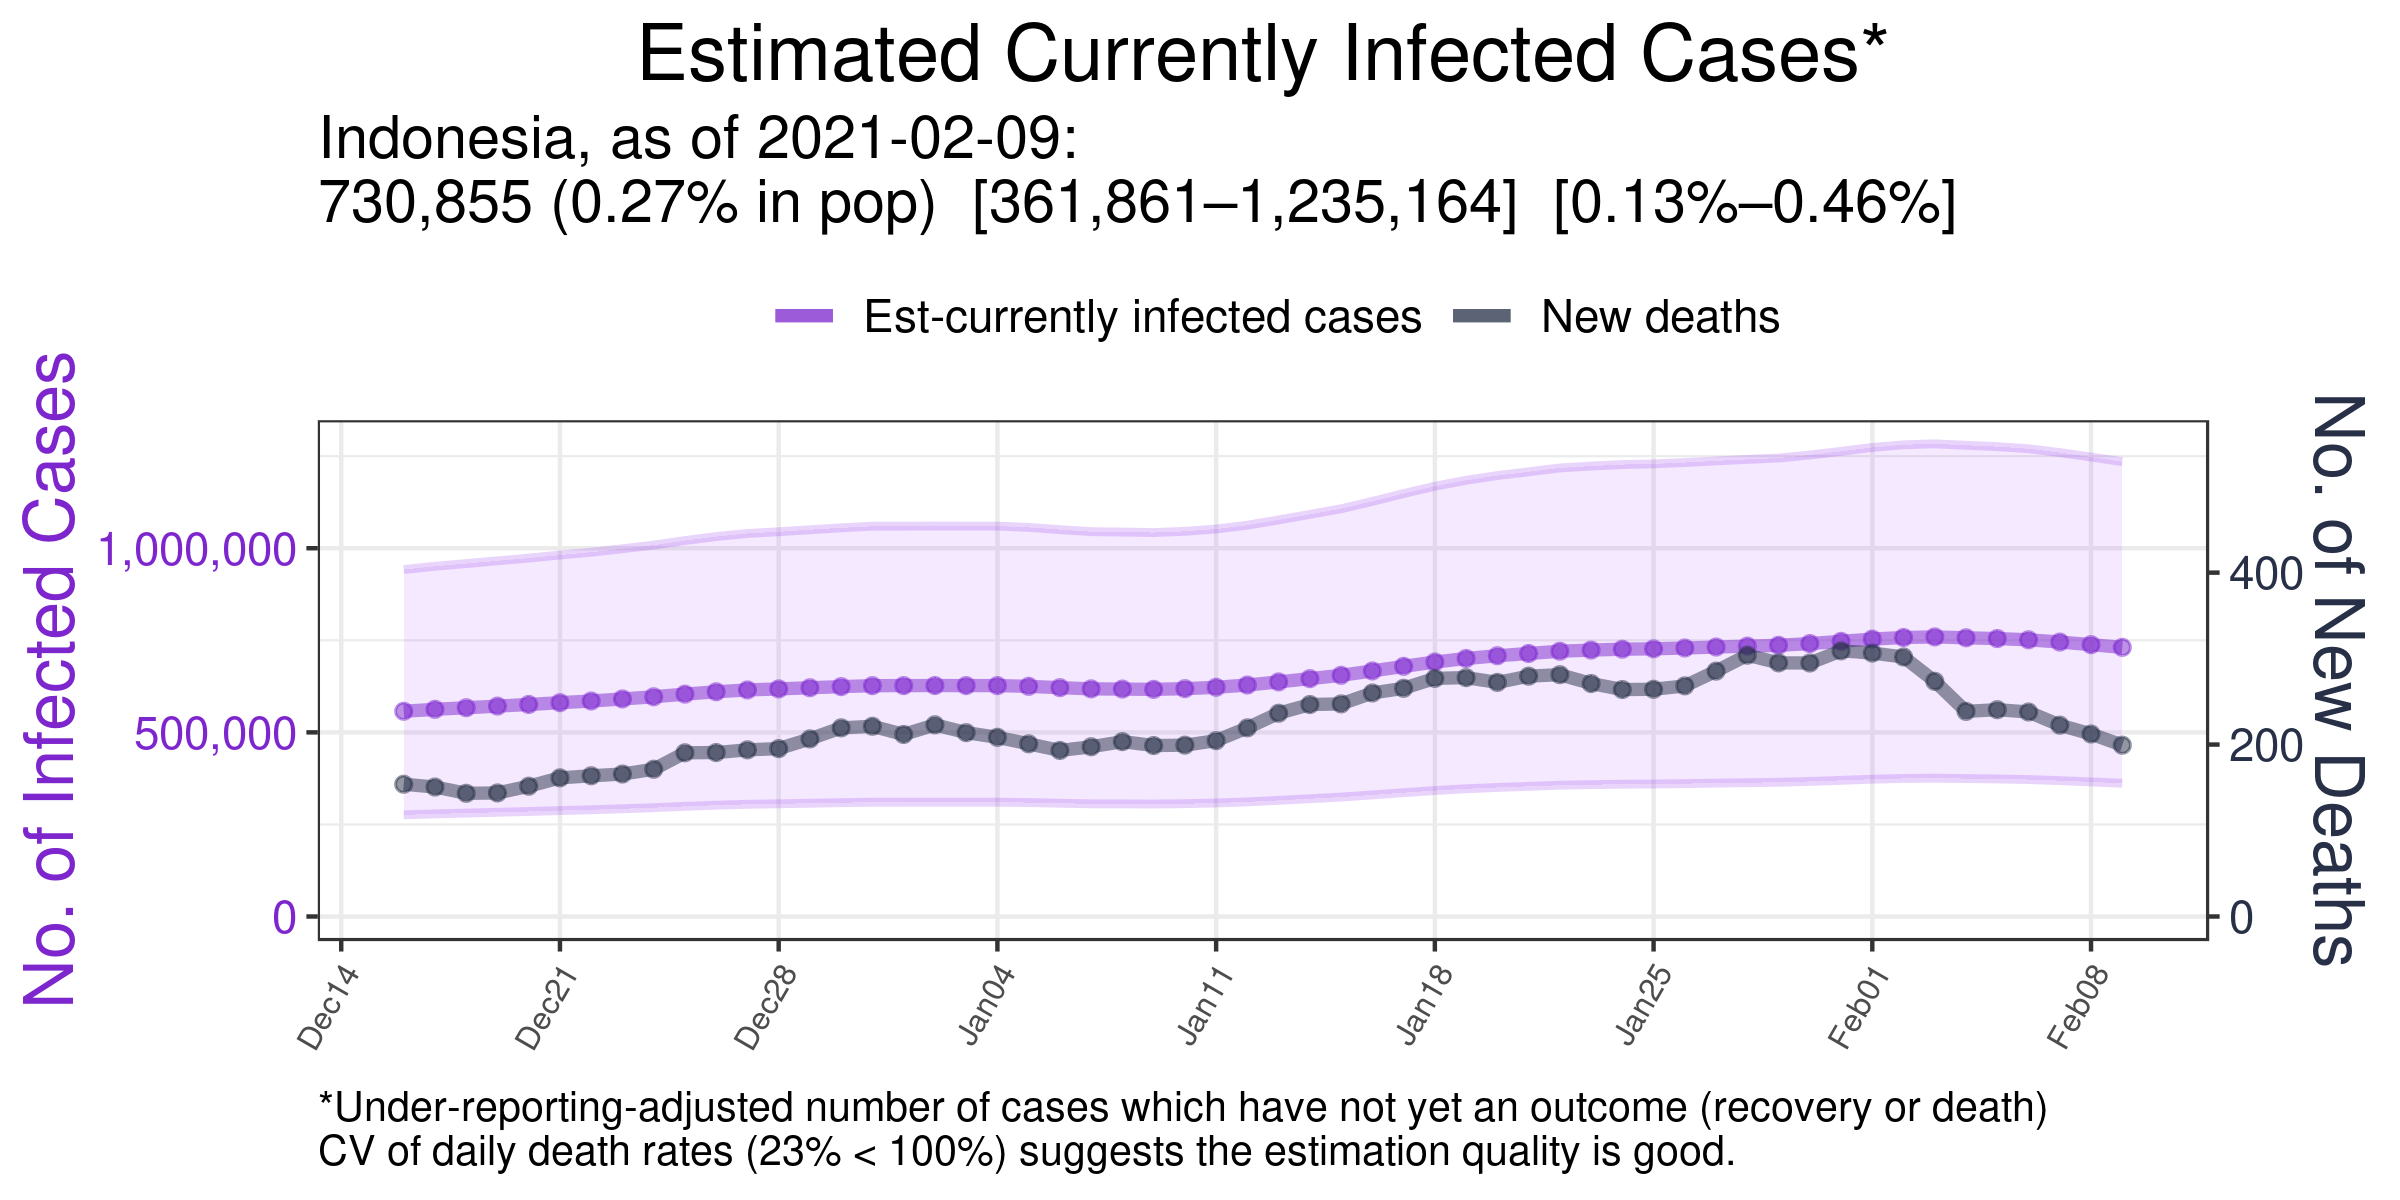 Estimated Currently Infected Cases*
Indonesia, as of 2021-02-09:
730,855 (0.27% in pop) [361,861–1,235,164] [0.13%–0.46%]
Est-currently infected cases
New deaths
No. of Infected Cases
1,000,000
500,000
0
No. of New Deaths
400
200
0
Dec14
Dec21
Dec28
Jan04
Jan11
Jan18
Jan25
Feb01
Feb08
*Under-reporting-adjusted number of cases which have not yet an outcome (recovery or death)
CV of daily death rates (23% < 100%) suggests the estimation quality is good.